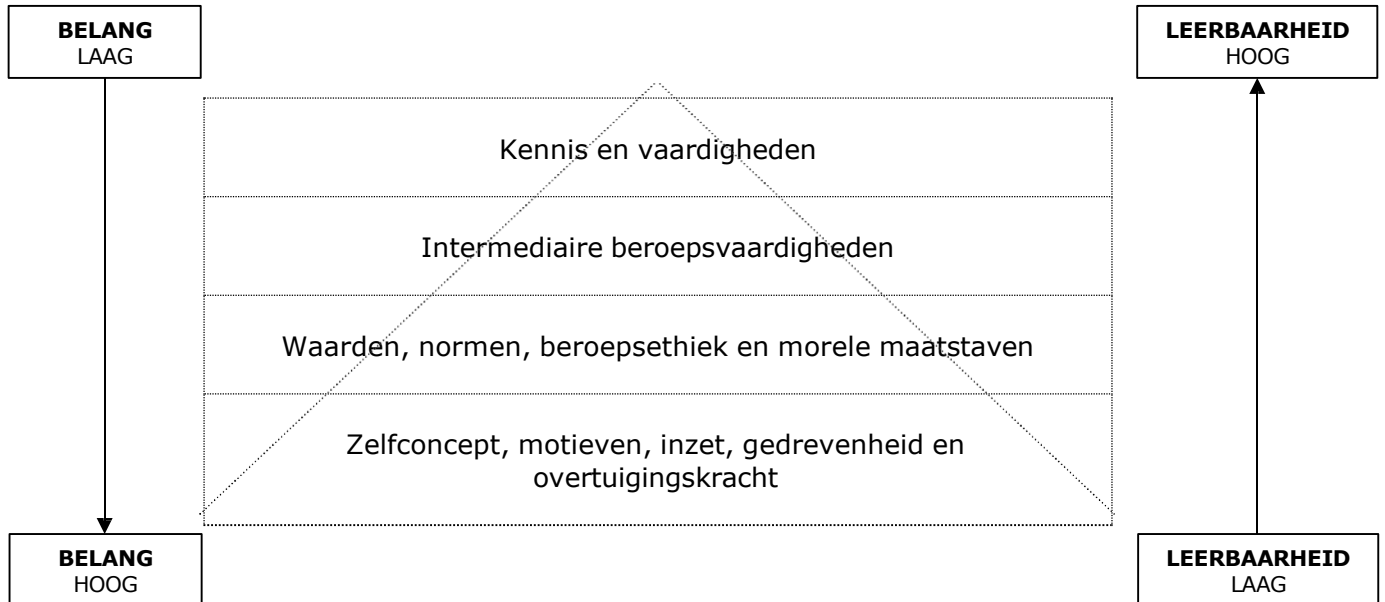 BELANG
LAAG
LEERBAARHEID
HOOG
Kennis en vaardigheden
Intermediaire beroepsvaardigheden
Waarden, normen, beroepsethiek en morele maatstaven
Zelfconcept, motieven, inzet, gedrevenheid en
overtuigingskracht
BELANG
HOOG
LEERBAARHEID
LAAG